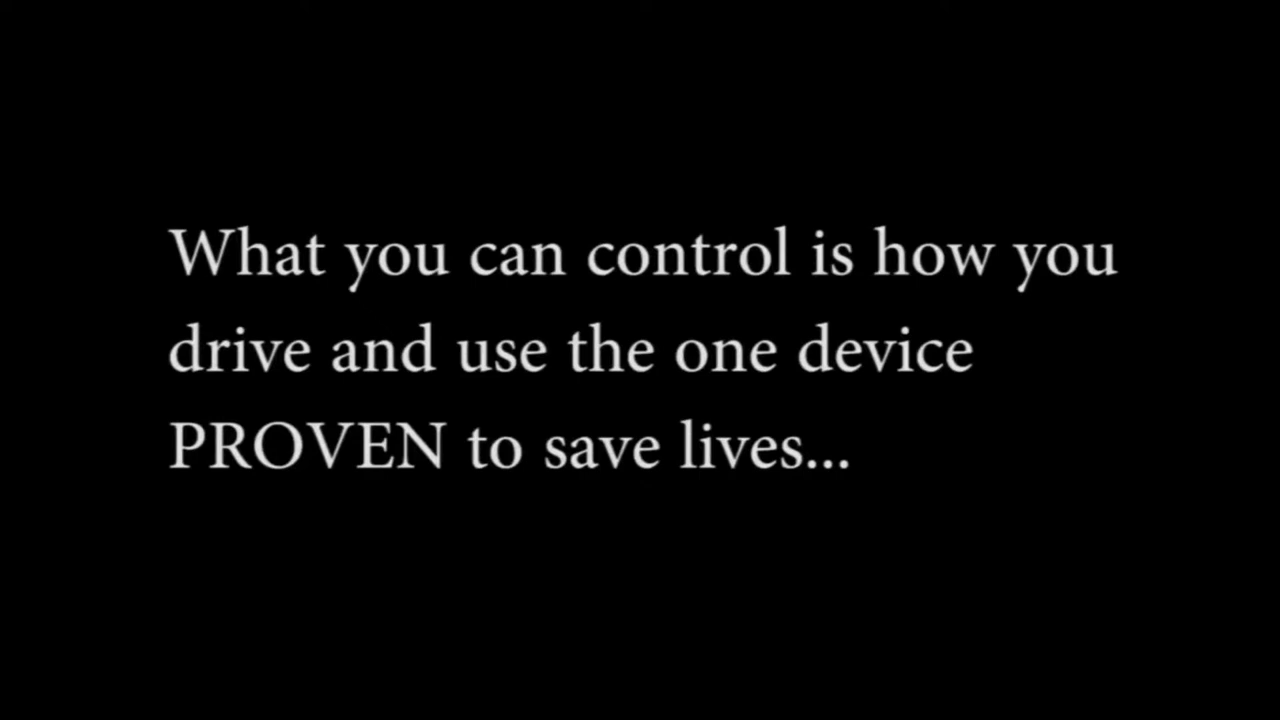 What you can control is how you
drive and use the one device
PROVEN to save lives...